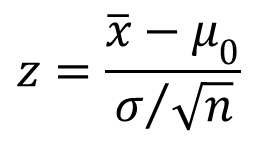 z = (x̄ − μ₀) / (σ/√n)